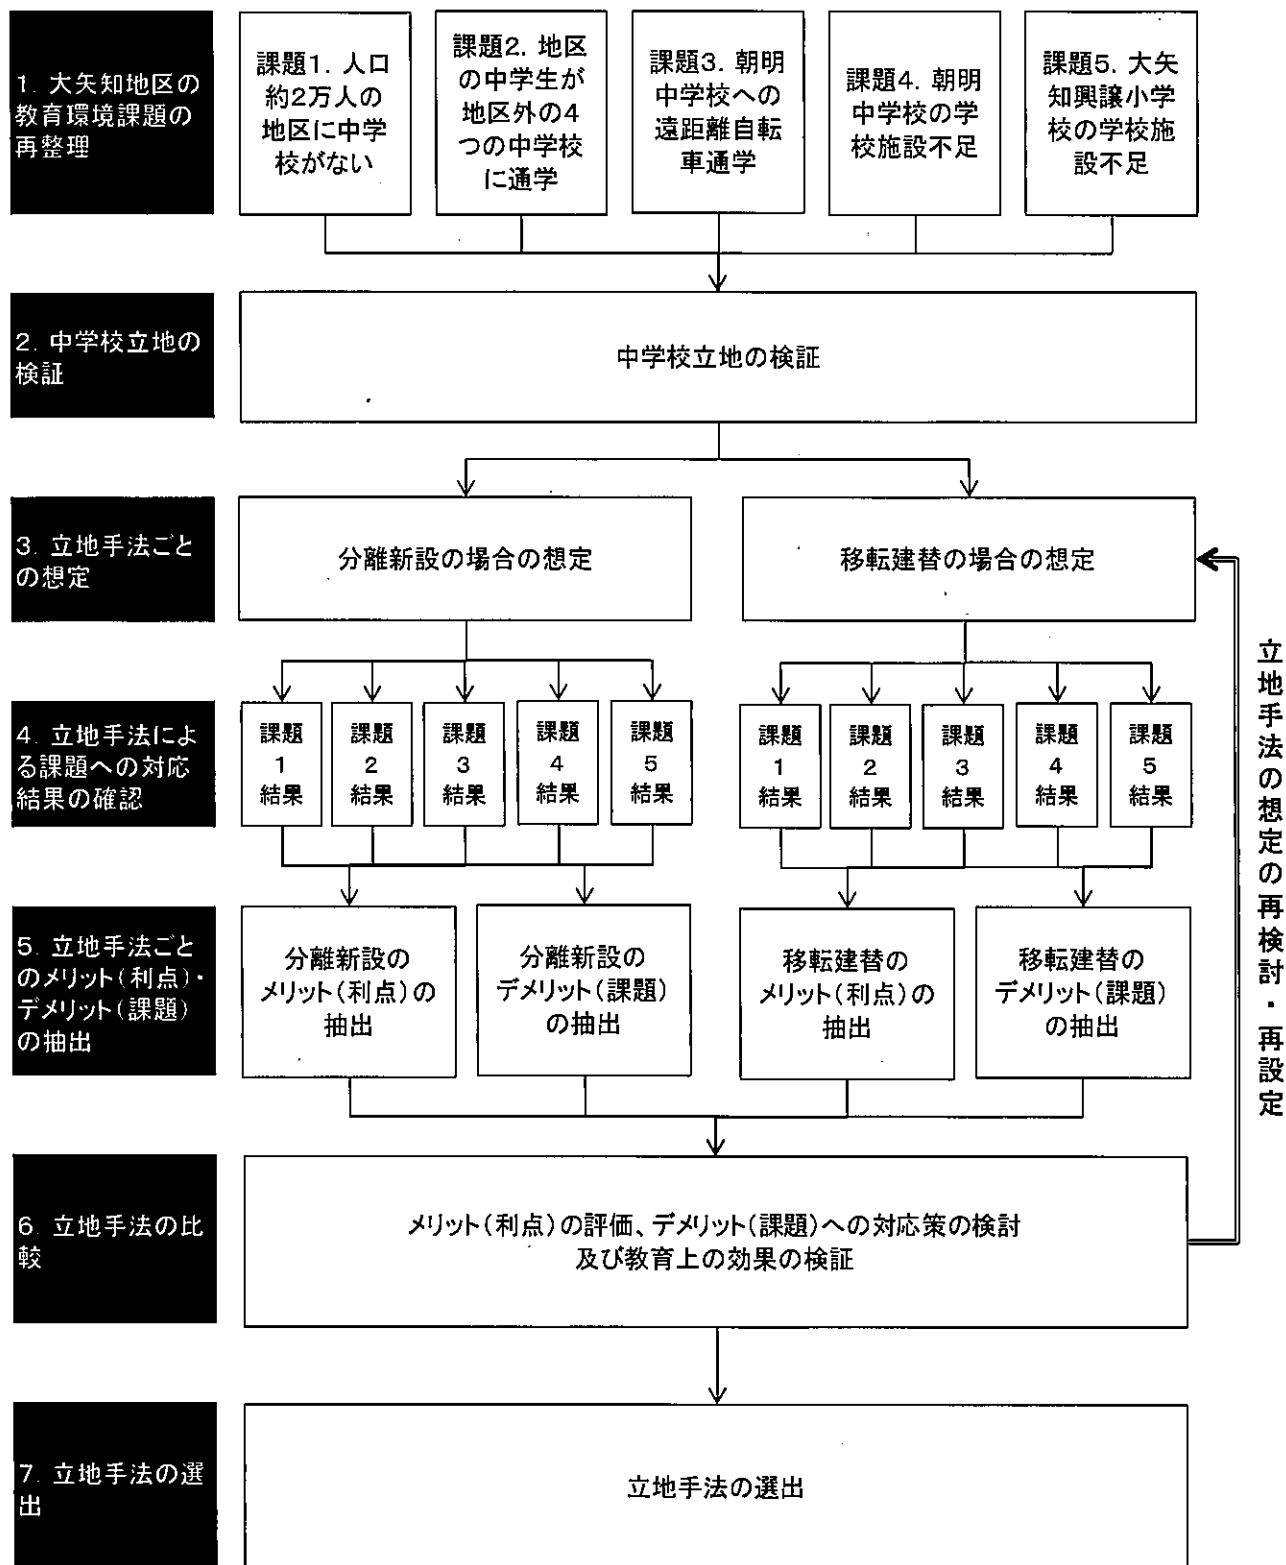 1. 大矢知地区の
教育環境課題の
再整理
課題1. 人口
約2万人の
地区に中学
校がない
課題2. 地区
の中学生が
地区外の4
つの中学校
に通学
課題3. 朝明
中学校への
遠距離自転
車通学
課題4. 朝明
中学校の学
校施設不足
課題5. 大矢
知興譲小学
校の学校施
設不足
2. 中学校立地の
検証
中学校立地の検証
3. 立地手法ごと
の想定
分離新設の場合の想定
移転建替の場合の想定
4. 立地手法によ
る課題への対応
結果の確認
課題
1
結果
課題
2
結果
課題
3
結果
課題
4
結果
課題
5
結果
課題
1
結果
課題
2
結果
課題
3
結果
課題
4
結果
課題
5
結果
5. 立地手法ごと
のメリット(利点)・
デメリット(課題)
の抽出
分離新設の
メリット(利点)の
抽出
分離新設の
デメリット(課題)
の抽出
移転建替の
メリット(利点)の
抽出
移転建替の
デメリット(課題)
の抽出
立地手法の想定の再検討・再設定
6. 立地手法の比
較
メリット(利点)の評価、デメリット(課題)への対応策の検討
及び教育上の効果の検証
7. 立地手法の選
出
立地手法の選出